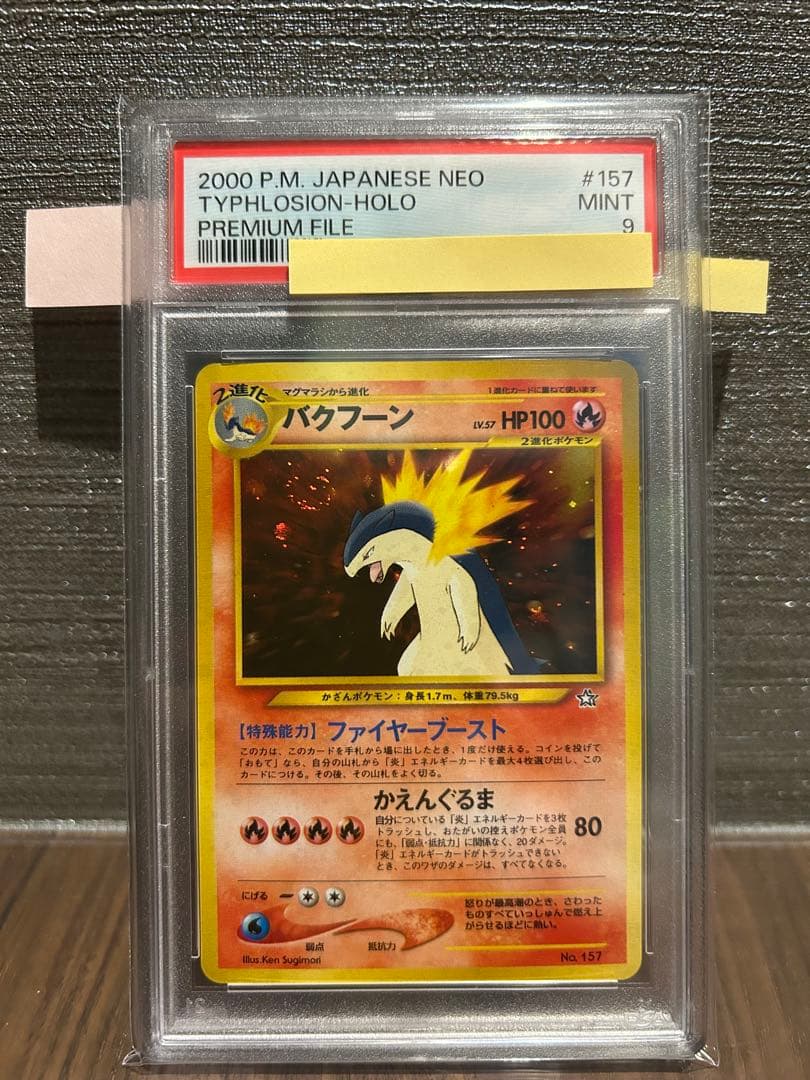 2000 P.M. JAPANESE NEO #157
TYPHLOSION-HOLO MINT
PREMIUM FILE 9
2進化
マグマラシから進化
1進化カードに重ねて使います
バクフーン
LV.57 HP100
2進化ポケモン
かざんポケモン：身長1.7m、体重79.5kg
【特殊能力】ファイヤーブースト
この力は、このカードを手札から場に出したとき、1度だけ使える。コインを投げて
「おもて」なら、自分の山札から「炎」エネルギーカードを最大4枚選び出し、この
カードにつける。その後、その山札をよく切る。
かえんぐるま
自分についている「炎」エネルギーカードを3枚
トラッシュし、おたがいの控えポケモン全員
にも、「弱点・抵抗力」に関係なく、20ダメージ。
「炎」エネルギーカードがトラッシュできない
とき、このワザのダメージは、すべてなくなる。
80
にげる
弱点
抵抗力
怒りが最高潮のとき、さわった
ものすべていっしゅんで燃え上
がらせるほどに熱い。
Illus.Ken Sugimori
No. 157